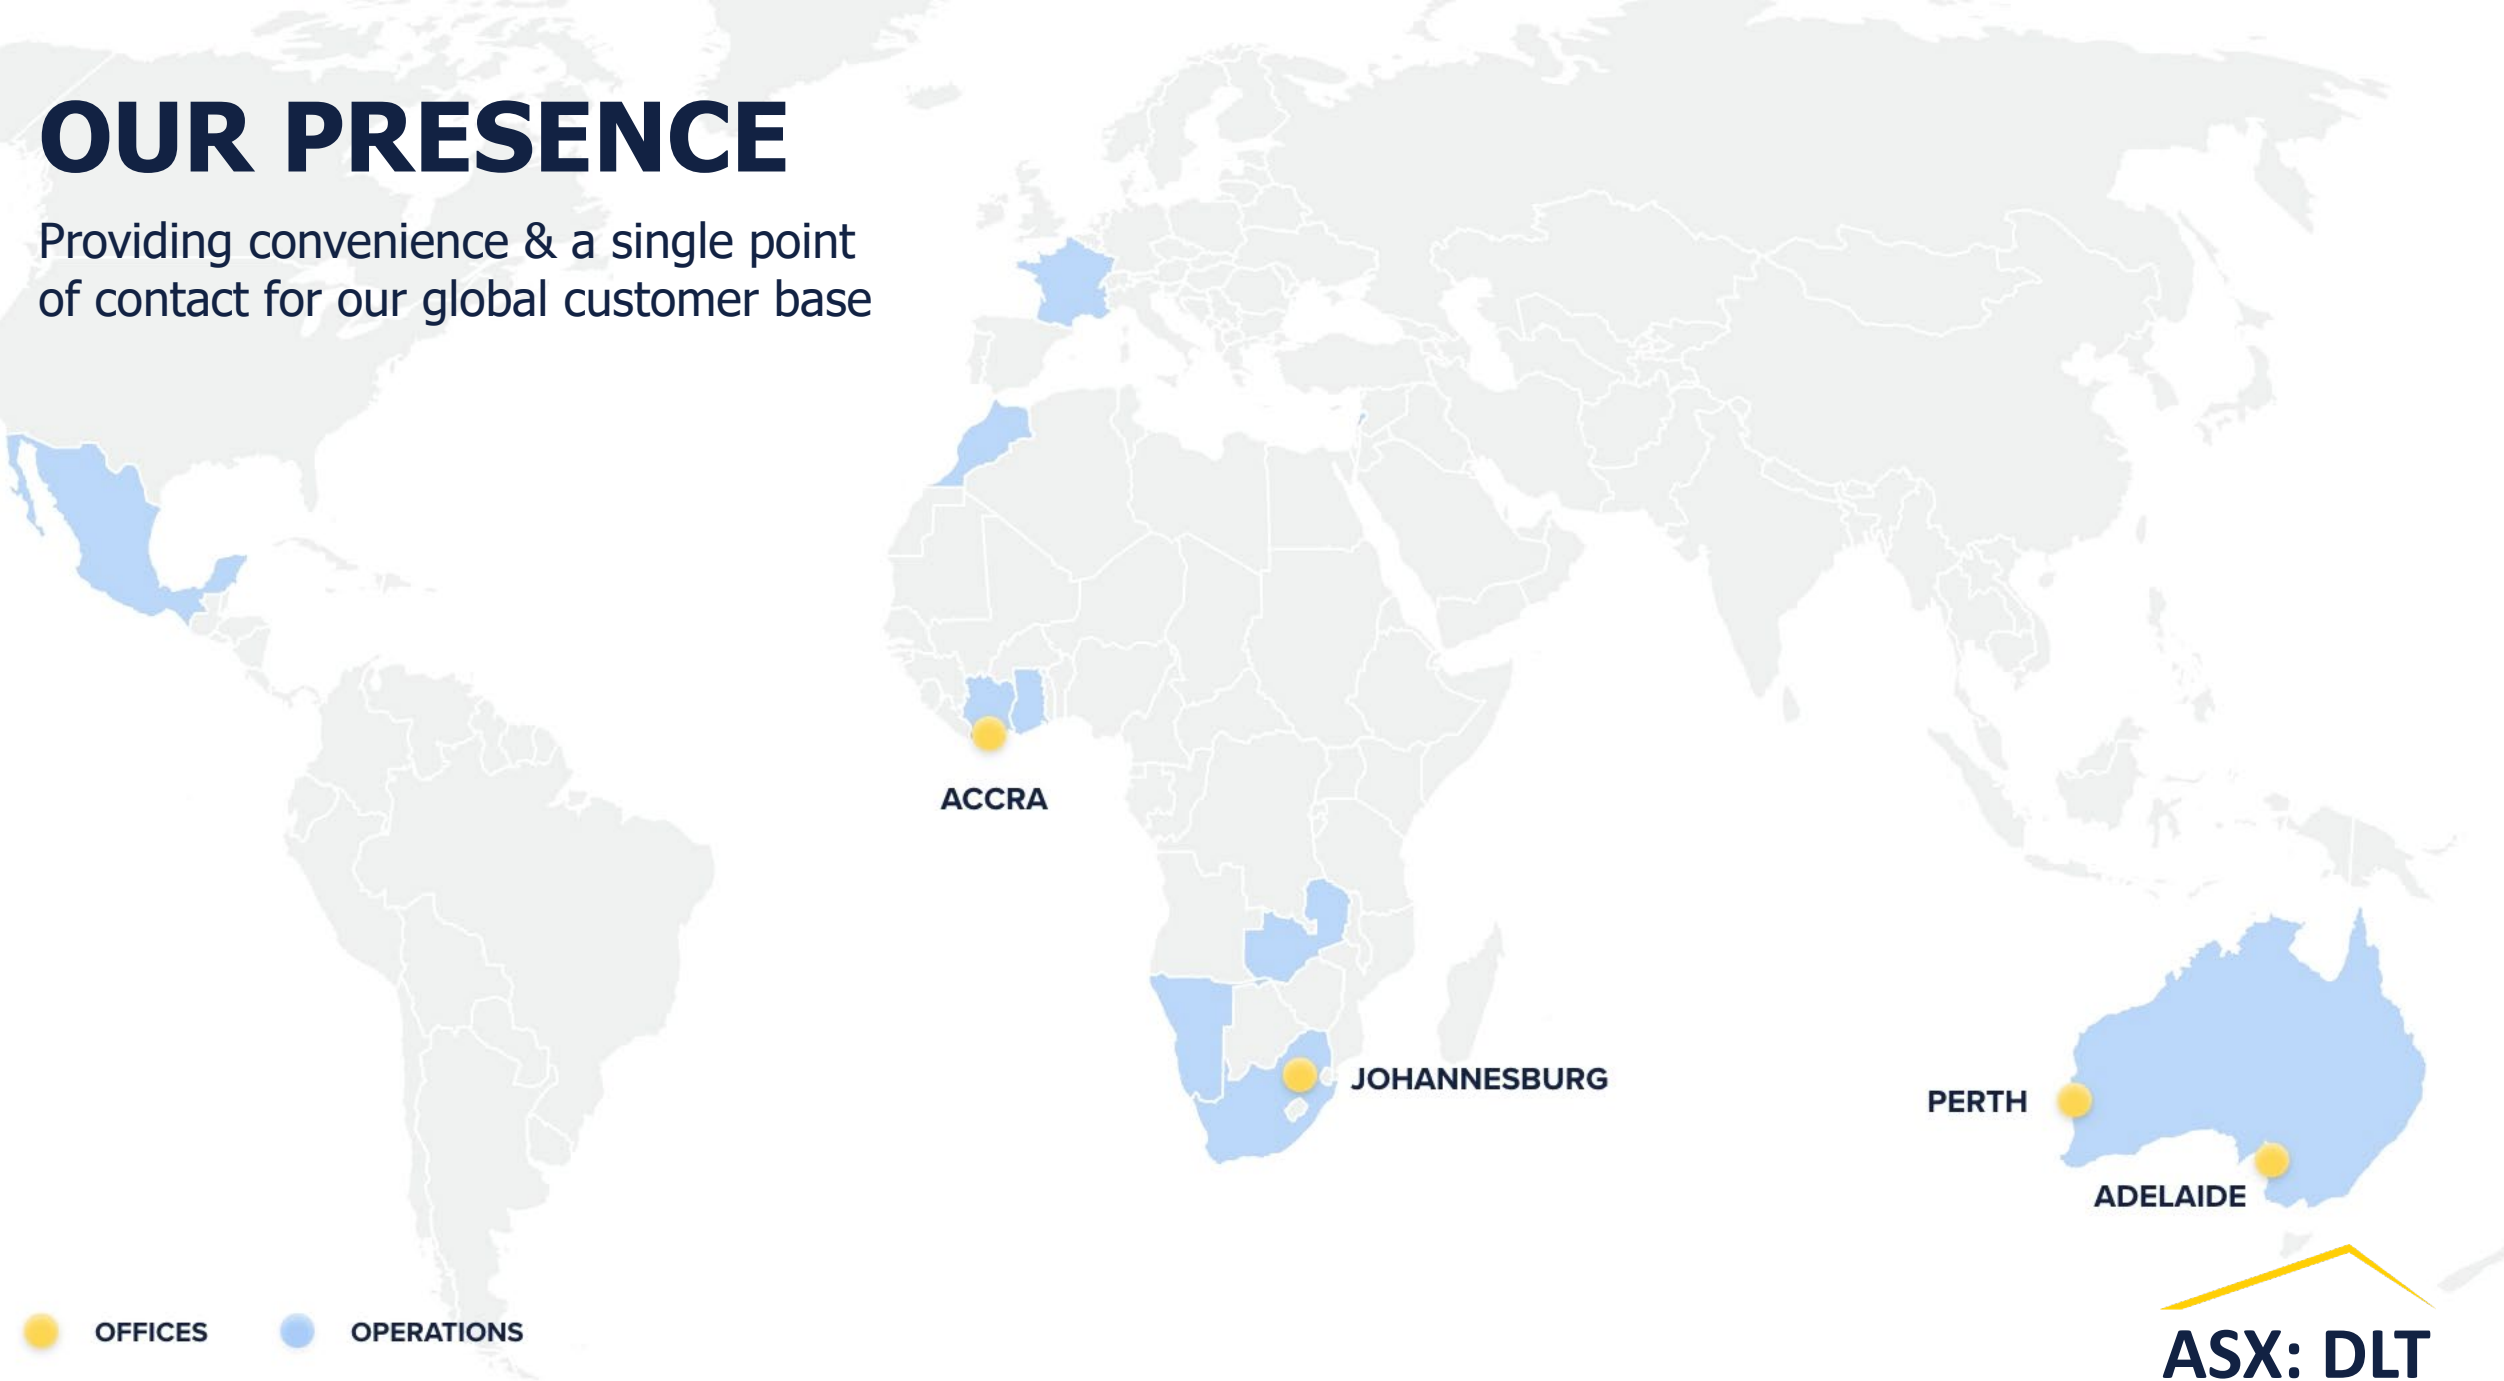 OUR PRESENCE
Providing convenience & a single point
of contact for our global customer base
ACCRA
JOHANNESBURG
PERTH
ADELAIDE
OFFICES
OPERATIONS
ASX: DLT